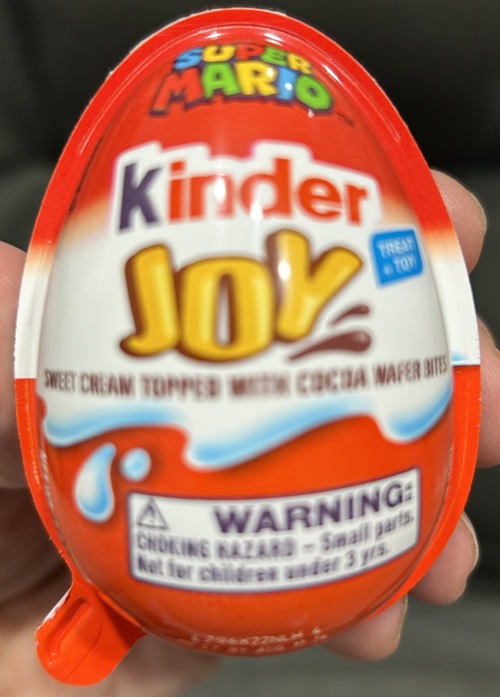 SUPER
MARIO
Kinder
JOY
TREAT
+ TOY
SWEET CREAM TOPPED WITH COCOA WAFER BITES
WARNING:
CHOKING HAZARD – Small parts.
Not for children under 3 yrs.